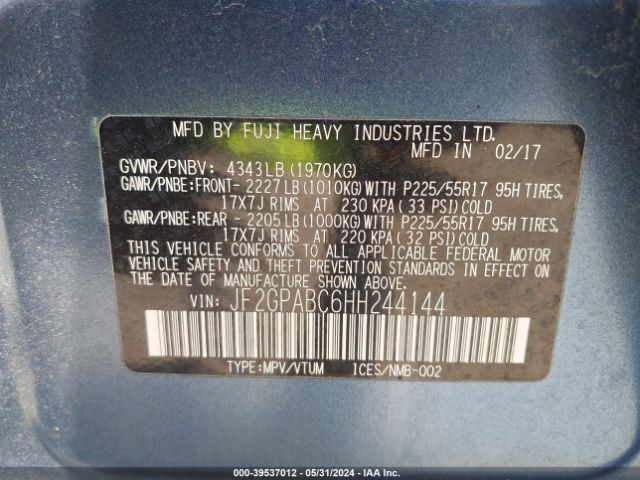 MFD BY FUJI HEAVY INDUSTRIES LTD.
MFD IN 02/17
GVWR/PNBV: 4343LB(1970KG)
GAWR/PNBE:FRONT- 2227LB(1010KG)WITH P225/55R17 95H TIRES,
17X7J RIMS AT 230 KPA(33 PSI)COLD
GAWR/PNBE:REAR - 2205LB(1000KG)WITH P225/55R17 95H TIRES,
17X7J RIMS AT 220 KPA(32 PSI)COLD
THIS VEHICLE CONFORMS TO ALL APPLICABLE FEDERAL MOTOR
VEHICLE SAFETY AND THEFT PREVENTION STANDARDS IN EFFECT ON
THE DATE OF MANUFACTURE SHOWN ABOVE.
VIN: JF2GPABC6HH244144
TYPE:MPV/VTUM ICES/NMB-002
000-39537012 - 05/31/2024 - IAA Inc.